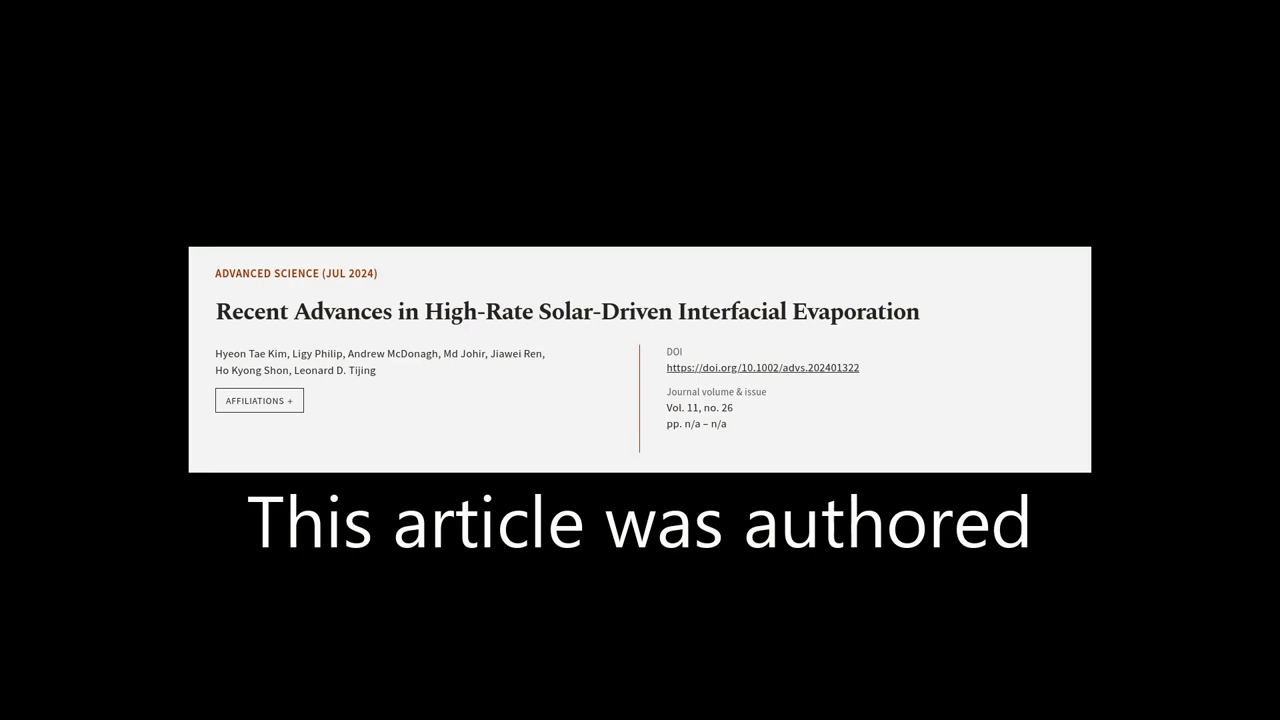 ADVANCED SCIENCE (JUL 2024)
Recent Advances in High-Rate Solar-Driven Interfacial Evaporation
Hyeon Tae Kim, Ligy Philip, Andrew McDonagh, Md Johir, Jiawei Ren,
Ho Kyong Shon, Leonard D. Tijing
AFFILIATIONS +
DOI
https://doi.org/10.1002/advs.202401322
Journal volume & issue
Vol. 11, no. 26
pp. n/a – n/a
This article was authored